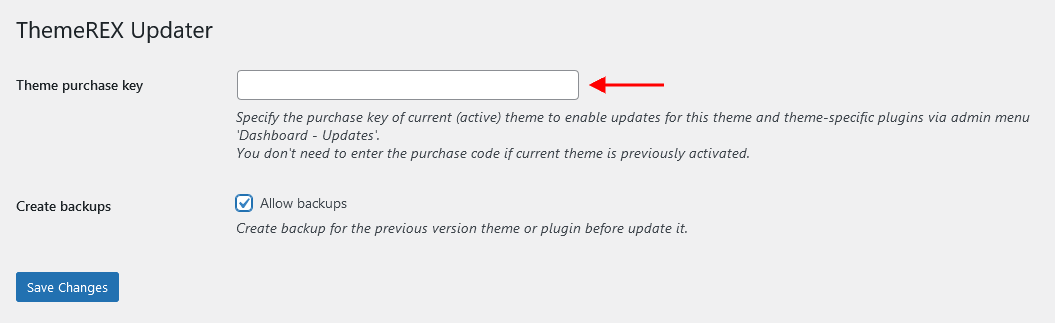 ThemeREX Updater
Theme purchase key
Specify the purchase key of current (active) theme to enable updates for this theme and theme-specific plugins via admin menu
'Dashboard - Updates'.
You don't need to enter the purchase code if current theme is previously activated.
Create backups
Allow backups
Create backup for the previous version theme or plugin before update it.
Save Changes